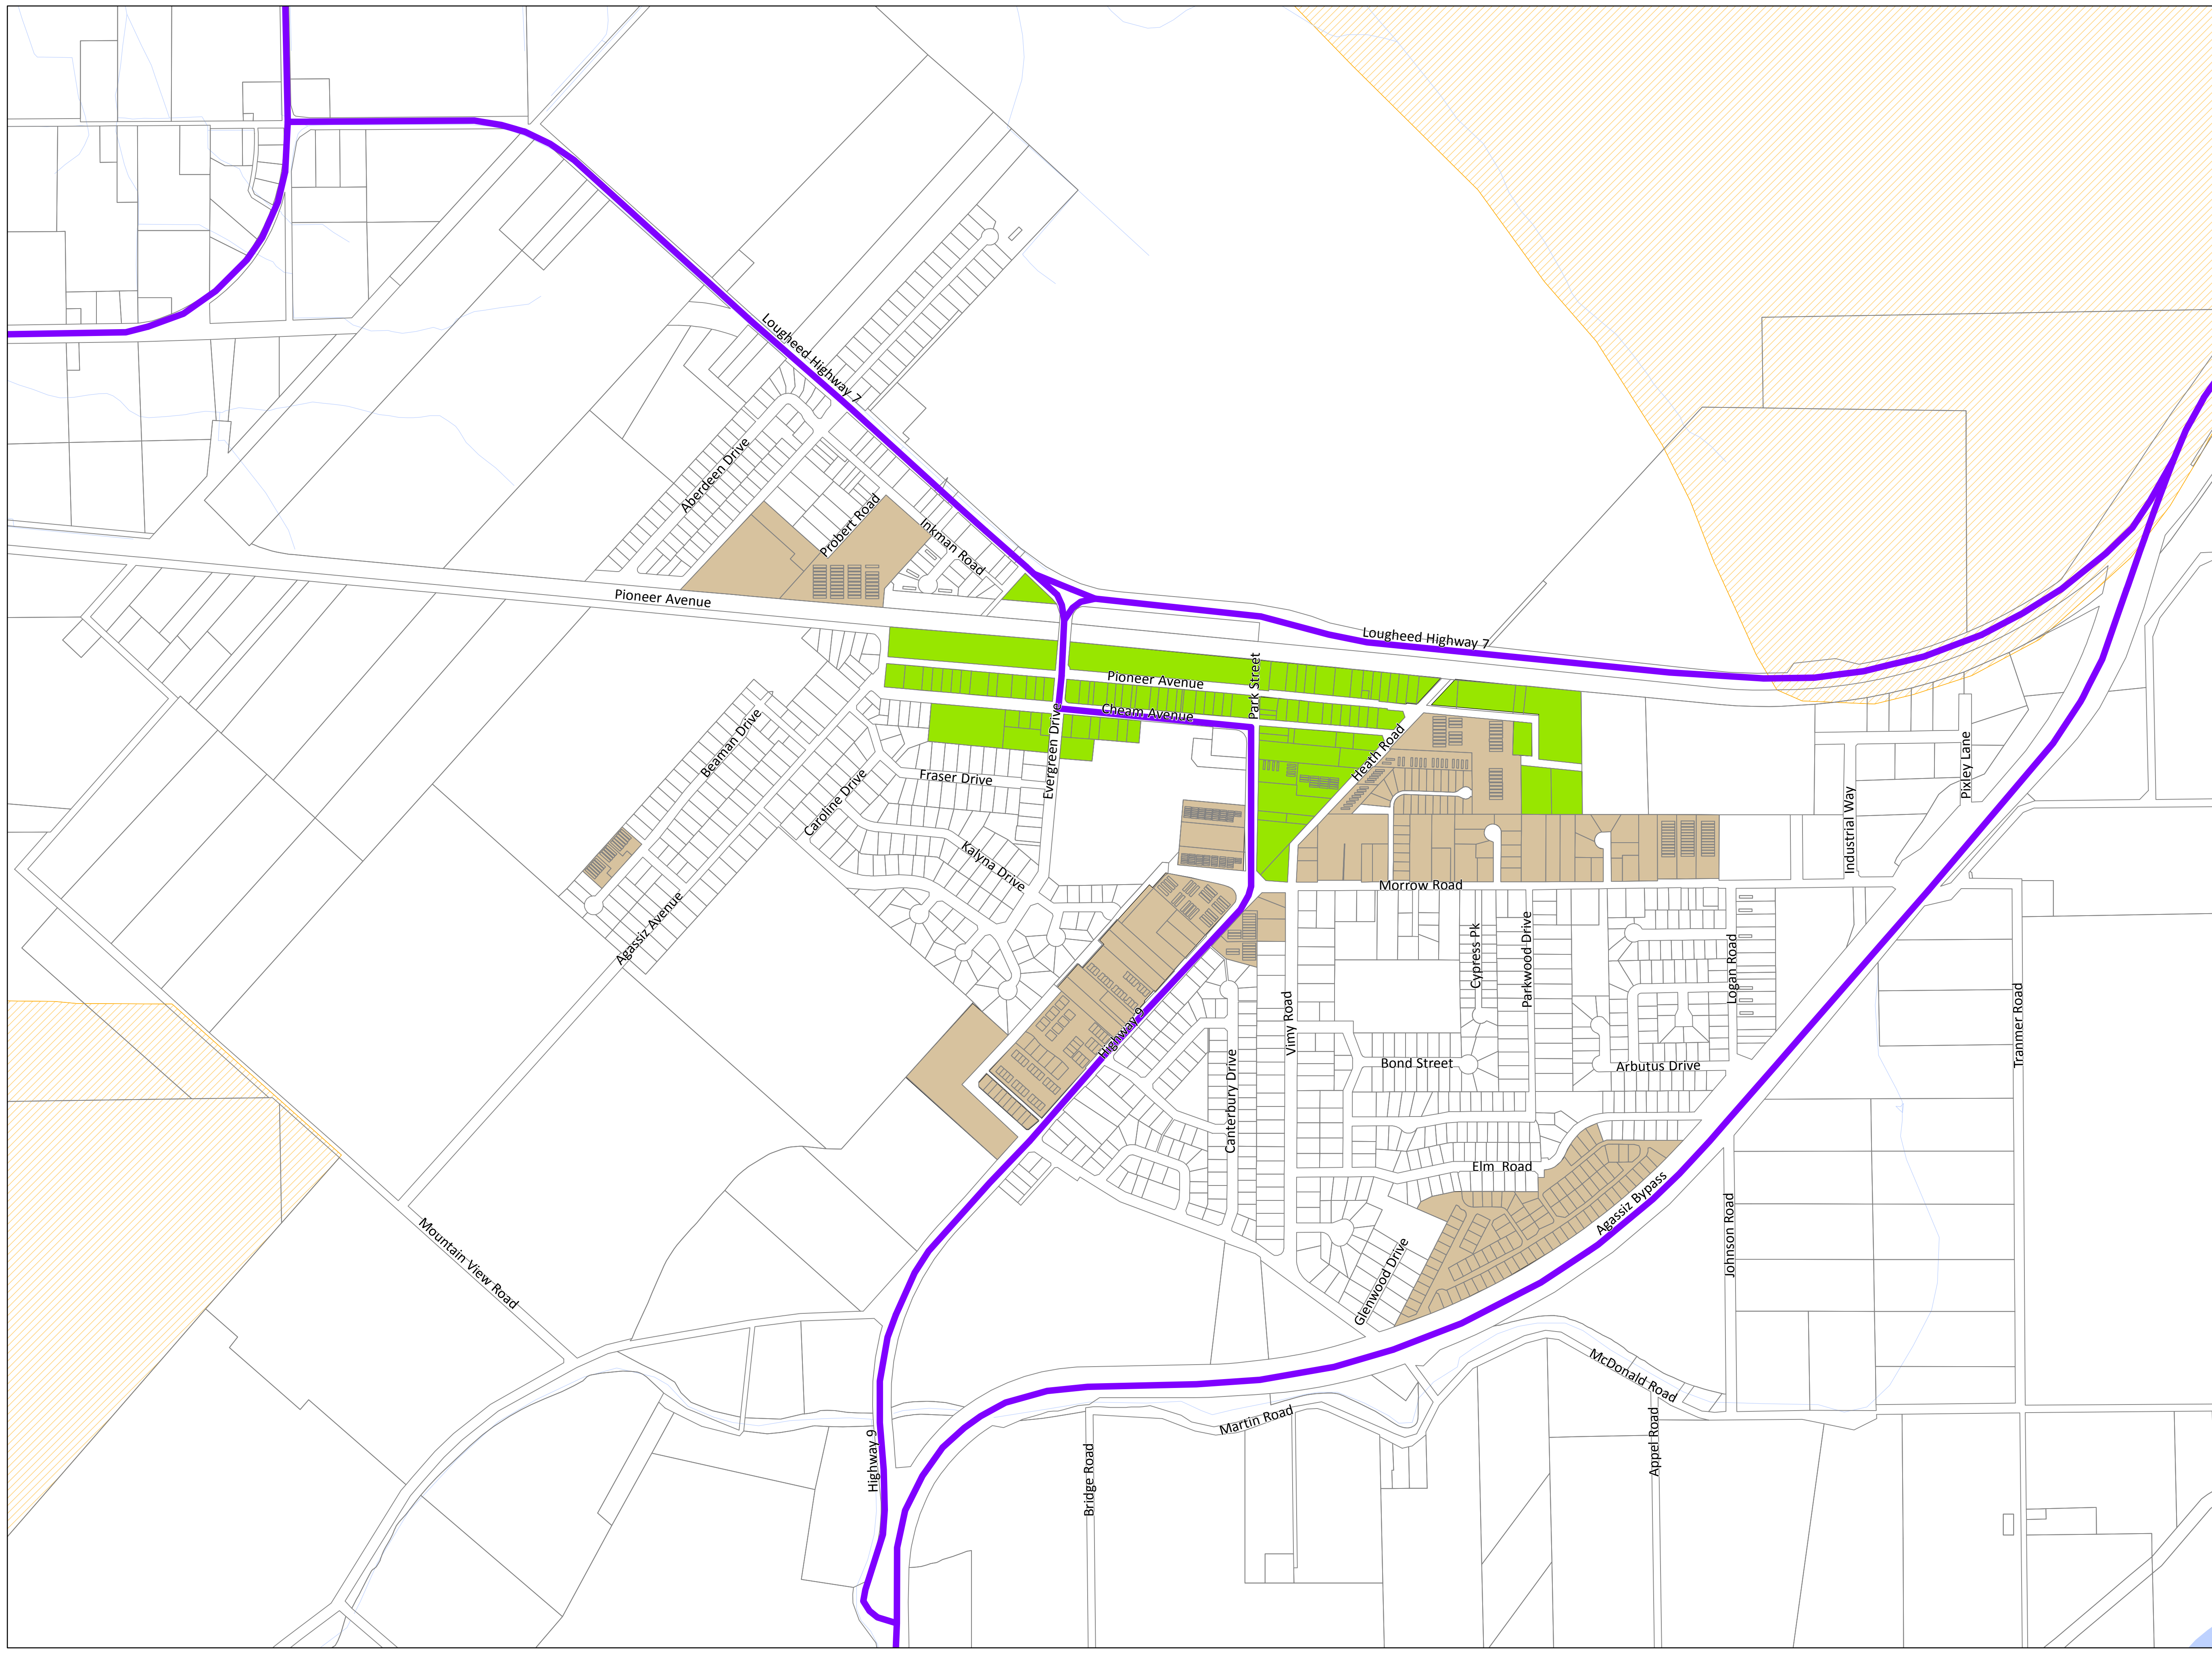 Lougheed Highway 7
Aberdeen Drive
Probert Road
Inkman Road
Pioneer Avenue
Lougheed Highway 7
Park Street
Pioneer Avenue
Cheam Avenue
Evergreen Drive
Heath Road
Beaman Drive
Fraser Drive
Caroline Drive
Pixley Lane
Industrial Way
Kalyna Drive
Morrow Road
Agassiz Avenue
Cypress Pk
Parkwood Drive
Logan Road
Highway 9
Vimy Road
Tranmer Road
Bond Street
Arbutus Drive
Canterbury Drive
Elm  Road
Agassiz Bypass
Johnson Road
Mountain View Road
Glenwood Drive
McDonald Road
Martin Road
Highway 9
Bridge Road
Appel Road